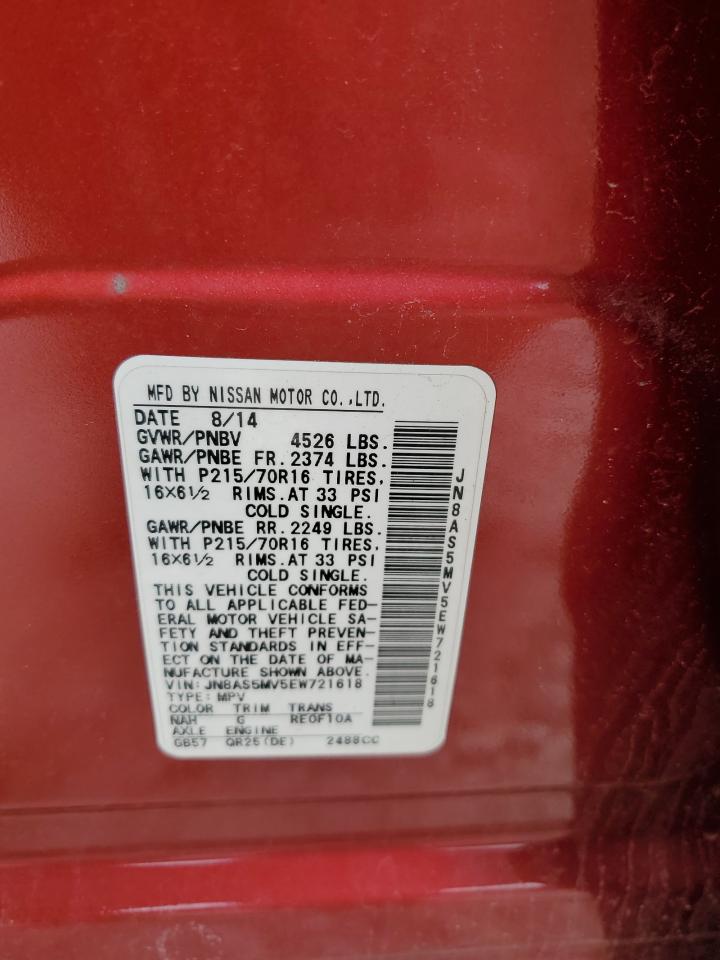 MFD BY NISSAN MOTOR CO.,LTD.
DATE 8/14
GVWR/PNBV 4526 LBS.
GAWR/PNBE FR.2374 LBS.
WITH P215/70R16 TIRES,
16X6½ RIMS.AT 33 PSI
COLD SINGLE.
GAWR/PNBE RR.2249 LBS.
WITH P215/70R16 TIRES,
16X6½ RIMS.AT 33 PSI
COLD SINGLE.
THIS VEHICLE CONFORMS
TO ALL APPLICABLE FED-
ERAL MOTOR VEHICLE SA-
FETY AND THEFT PREVEN-
TION STANDARDS IN EFF-
ECT ON THE DATE OF MA-
NUFACTURE SHOWN ABOVE.
VIN: JN8AS5MV5EW721618
TYPE: MPV
COLOR TRIM TRANS
NAH G RE0F10A
AXLE ENGINE
GB57 QR25(DE) 2488CC
JN8AS5MV5EW721618